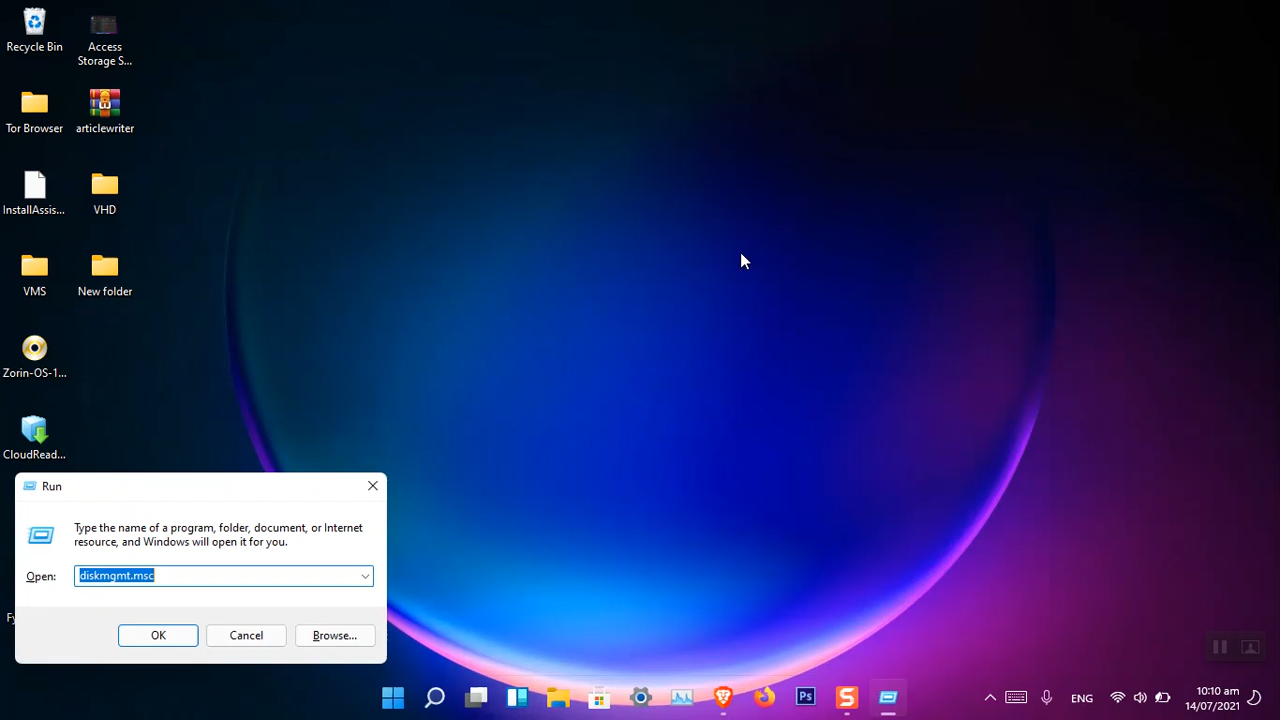 Recycle Bin
Access
Storage S...
Tor Browser
articlewriter
InstallAssis...
VHD
VMS
New folder
Zorin-OS-1...
CloudRead...
Fy
Run
Type the name of a program, folder, document, or Internet
resource, and Windows will open it for you.
Open:
diskmgmt.msc
OK
Cancel
Browse...
Ps
S
ENG
10:10 am
14/07/2021